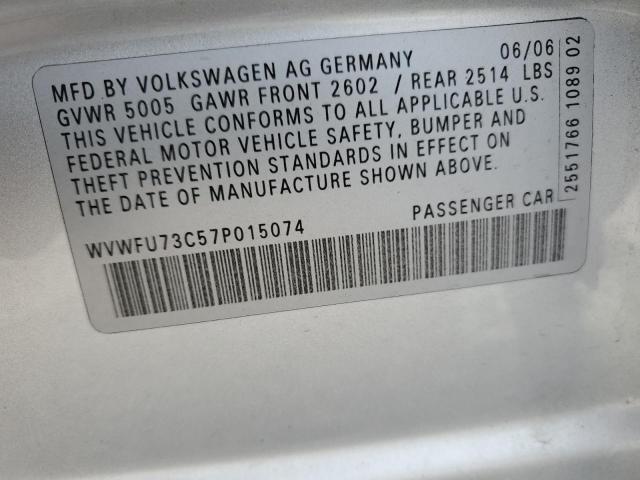 MFD BY VOLKSWAGEN AG GERMANY 06/06
GVWR 5005 GAWR FRONT 2602 / REAR 2514 LBS
THIS VEHICLE CONFORMS TO ALL APPLICABLE U.S.
FEDERAL MOTOR VEHICLE SAFETY, BUMPER AND
THEFT PREVENTION STANDARDS IN EFFECT ON
THE DATE OF MANUFACTURE SHOWN ABOVE.
WVWFU73C57P015074 PASSENGER CAR
2551766 1089 02